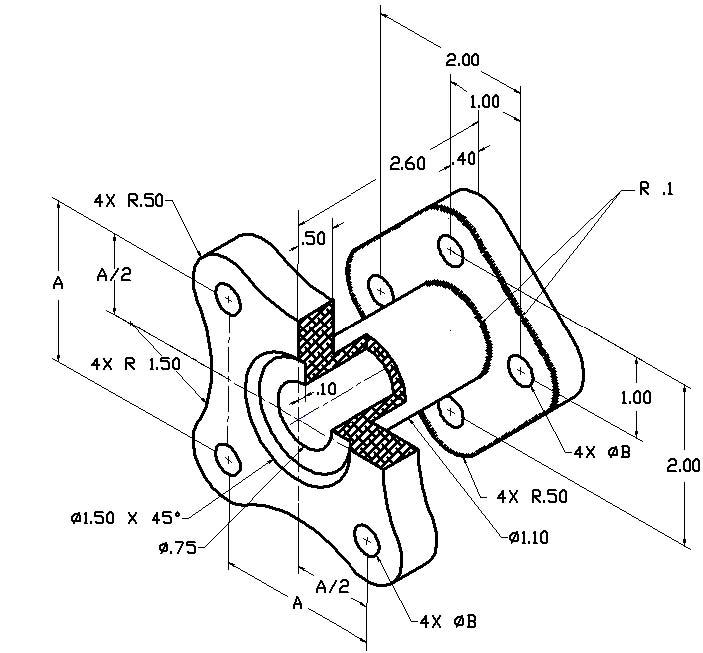 2.00
1.00
2.60
.40
R .1
4X R.50
.50
A/2
A
4X R 1.50
.10
1.00
4X ØB
2.00
4X R.50
Ø1.50 X 45°
Ø1.10
Ø.75
A/2
A
4X ØB